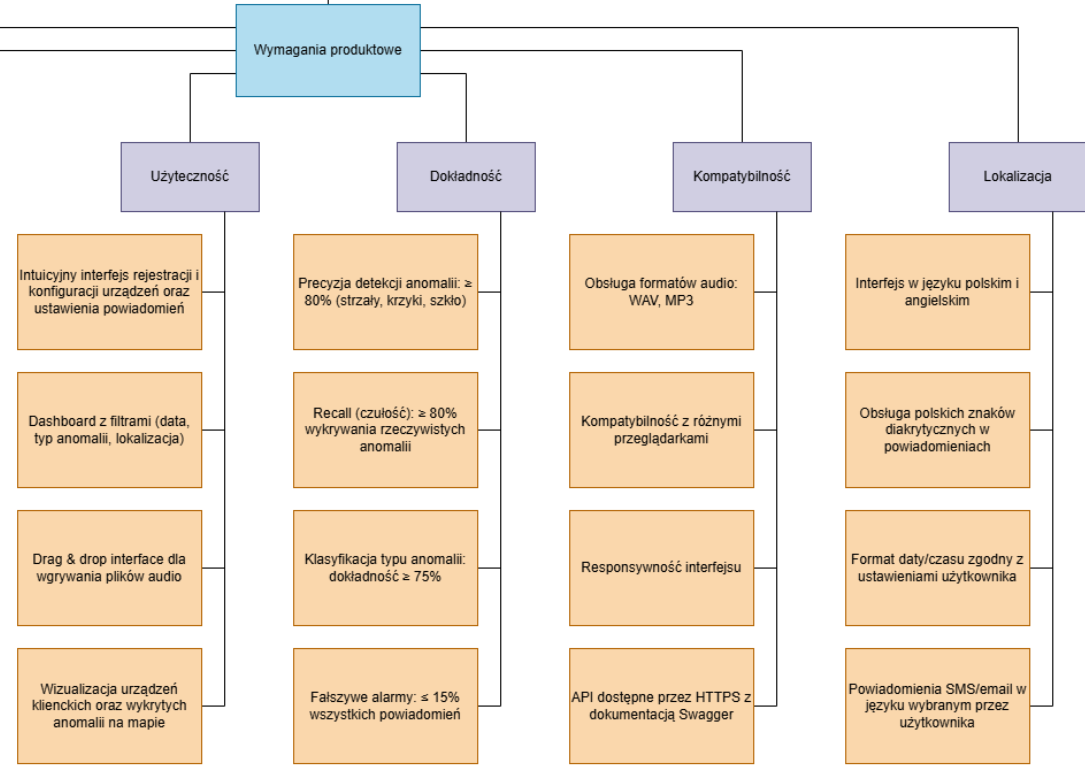 Wymagania produktowe
Użyteczność
Dokładność
Kompatybilność
Lokalizacja
Intuicyjny interfejs rejestracji i
konfiguracji urządzeń oraz
ustawienia powiadomień
Dashboard z filtrami (data,
typ anomalii, lokalizacja)
Drag & drop interface dla
wgrywania plików audio
Wizualizacja urządzeń
klienckich oraz wykrytych
anomalii na mapie
Precyzja detekcji anomalii: ≥
80% (strzały, krzyki, szkło)
Recall (czułość): ≥ 80%
wykrywania rzeczywistych
anomalii
Klasyfikacja typu anomalii:
dokładność ≥ 75%
Fałszywe alarmy: ≤ 15%
wszystkich powiadomień
Obsługa formatów audio:
WAV, MP3
Kompatybilność z różnymi
przeglądarkami
Responsywność interfejsu
API dostępne przez HTTPS z
dokumentacją Swagger
Interfejs w języku polskim i
angielskim
Obsługa polskich znaków
diakrytycznych w
powiadomieniach
Format daty/czasu zgodny z
ustawieniami użytkownika
Powiadomienia SMS/email w
języku wybranym przez
użytkownika